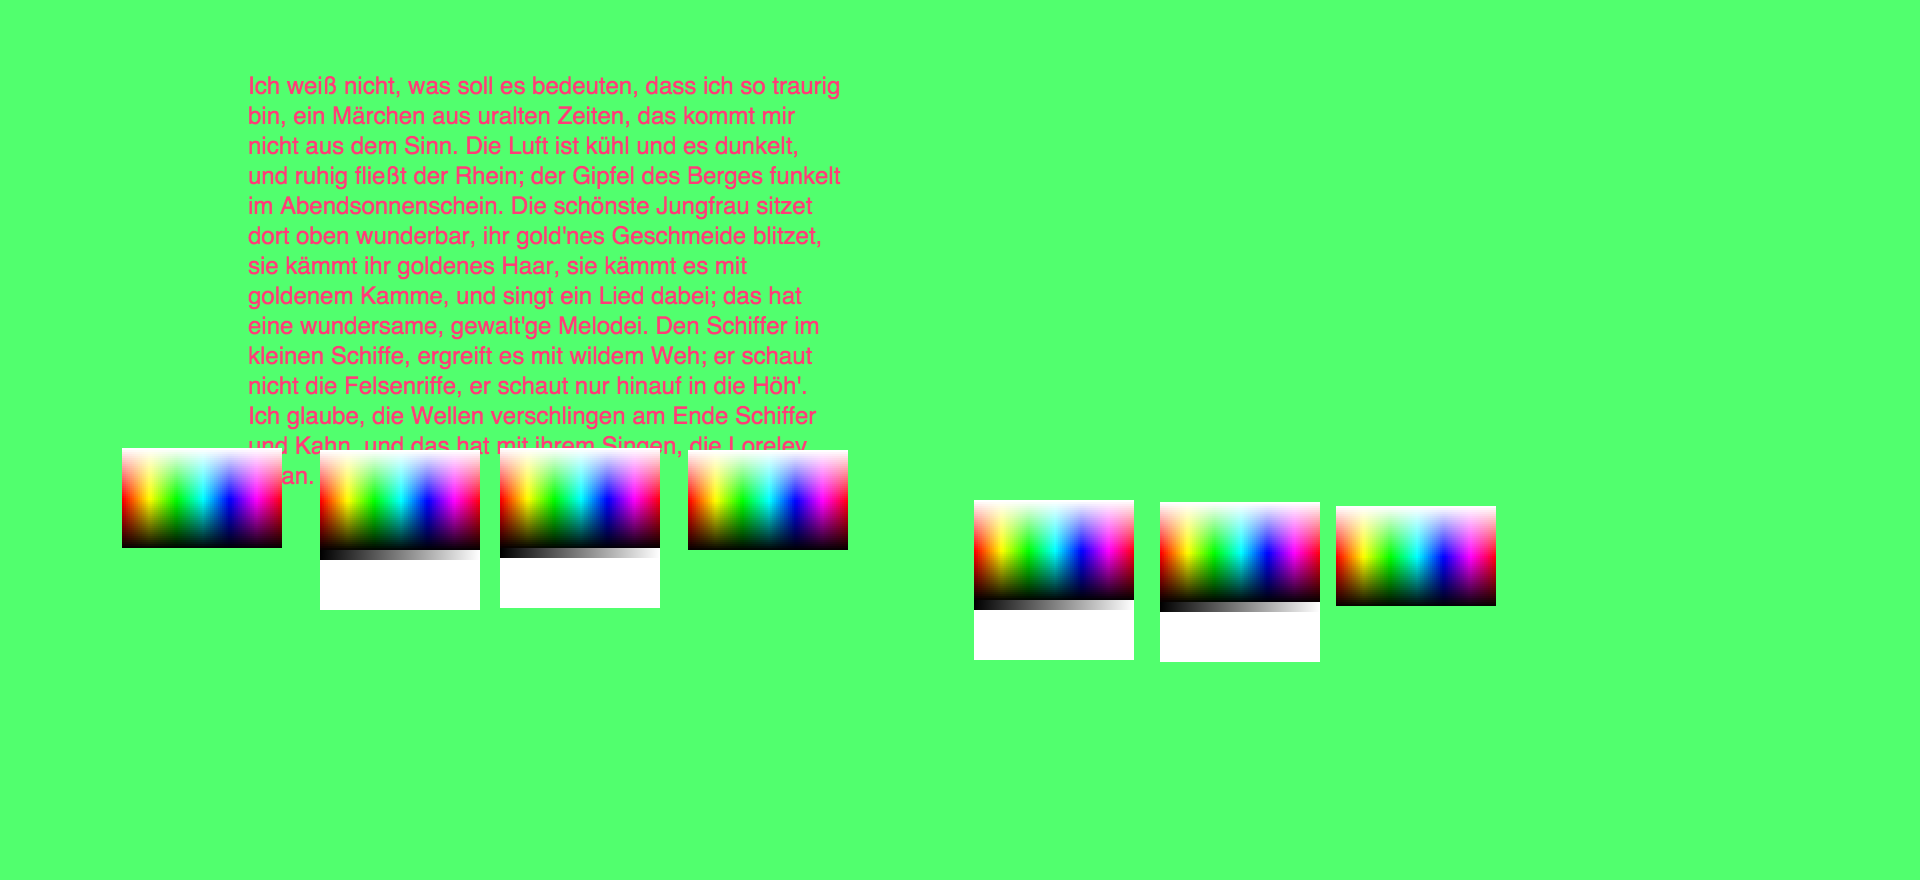 Ich weiß nicht, was soll es bedeuten, dass ich so traurig
bin, ein Märchen aus uralten Zeiten, das kommt mir
nicht aus dem Sinn. Die Luft ist kühl und es dunkelt,
und ruhig fließt der Rhein; der Gipfel des Berges funkelt
im Abendsonnenschein. Die schönste Jungfrau sitzet
dort oben wunderbar, ihr gold'nes Geschmeide blitzet,
sie kämmt ihr goldenes Haar, sie kämmt es mit
goldenem Kamme, und singt ein Lied dabei; das hat
eine wundersame, gewalt'ge Melodei. Den Schiffer im
kleinen Schiffe, ergreift es mit wildem Weh; er schaut
nicht die Felsenriffe, er schaut nur hinauf in die Höh'.
Ich glaube, die Wellen verschlingen am Ende Schiffer
und Kahn, und das hat mit ihrem Singen, die Loreley
an.